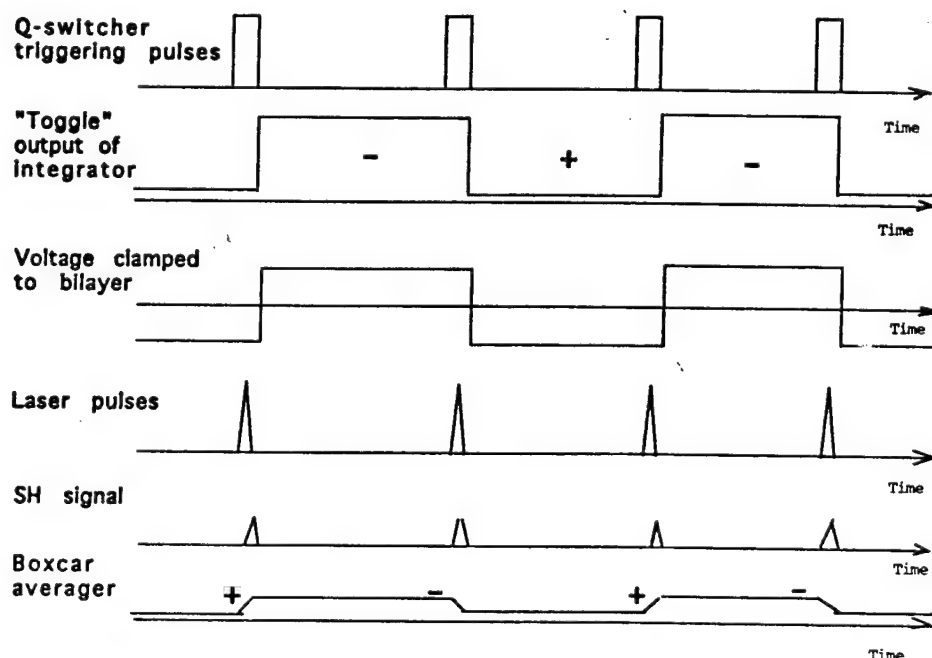 Q-switcher
triggering pulses
Time
"Toggle"
output of
integrator
- + -
Time
Voltage clamped
to bilayer
Time
Laser pulses
Time
SH signal
Time
Boxcar
averager
+ - + -
Time